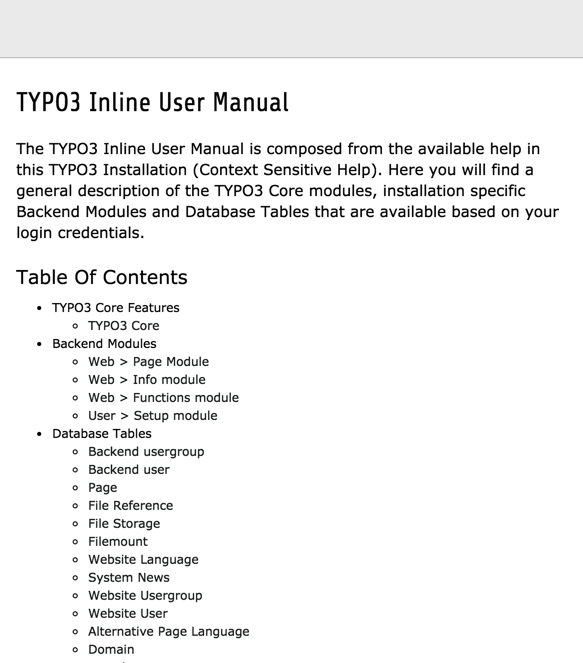 TYPO3 Inline User Manual
The TYPO3 Inline User Manual is composed from the available help in
this TYPO3 Installation (Context Sensitive Help). Here you will find a
general description of the TYPO3 Core modules, installation specific
Backend Modules and Database Tables that are available based on your
login credentials.
Table Of Contents
TYPO3 Core Features
TYPO3 Core
Backend Modules
Web > Page Module
Web > Info module
Web > Functions module
User > Setup module
Database Tables
Backend usergroup
Backend user
Page
File Reference
File Storage
Filemount
Website Language
System News
Website Usergroup
Website User
Alternative Page Language
Domain